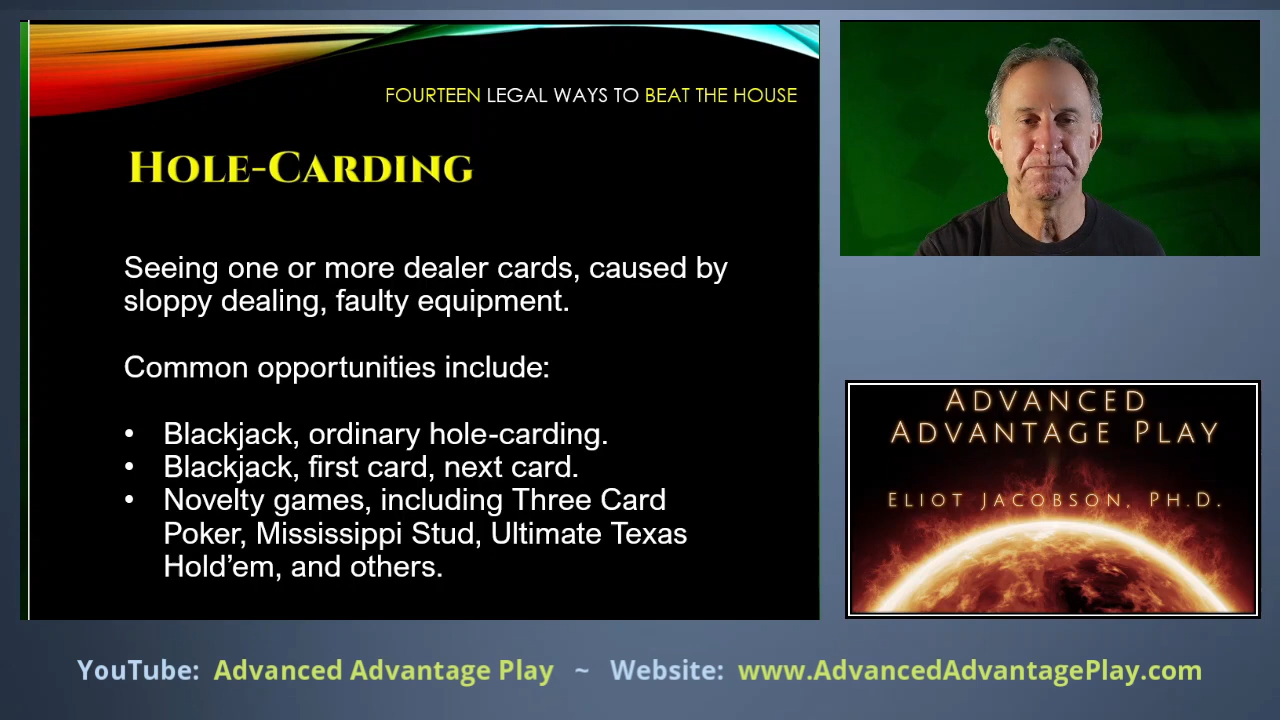 FOURTEEN LEGAL WAYS TO BEAT THE HOUSE
HOLE-CARDING
Seeing one or more dealer cards, caused by
sloppy dealing, faulty equipment.
Common opportunities include:
• Blackjack, ordinary hole-carding.
• Blackjack, first card, next card.
• Novelty games, including Three Card
Poker, Mississippi Stud, Ultimate Texas
Hold’em, and others.
ADVANCED
ADVANTAGE PLAY
ELIOT JACOBSON, PH.D.
YouTube: Advanced Advantage Play ~ Website: www.AdvancedAdvantagePlay.com